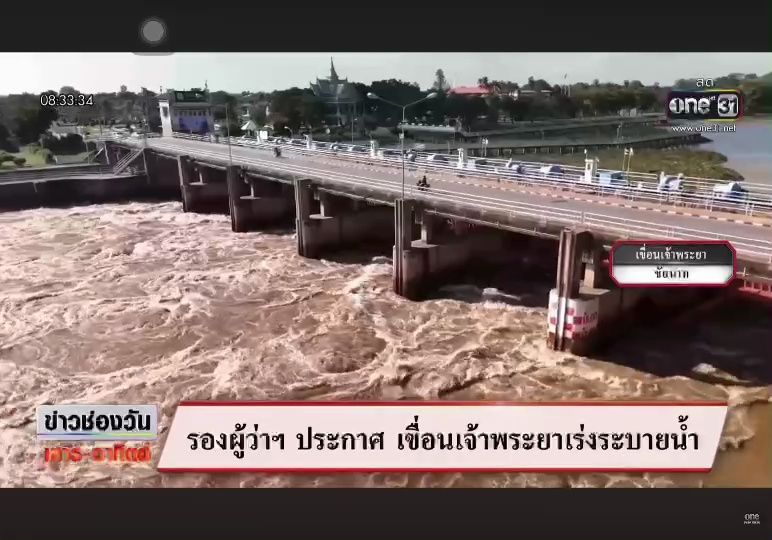 สด
08:33:34
one 31
www.one31.net
เขื่อนเจ้าพระยา
ชัยนาท
ข่าวช่องวัน
เสาร์-อาทิตย์
รองผู้ว่าฯ ประกาศ เขื่อนเจ้าพระยาเร่งระบายน้ำ
one